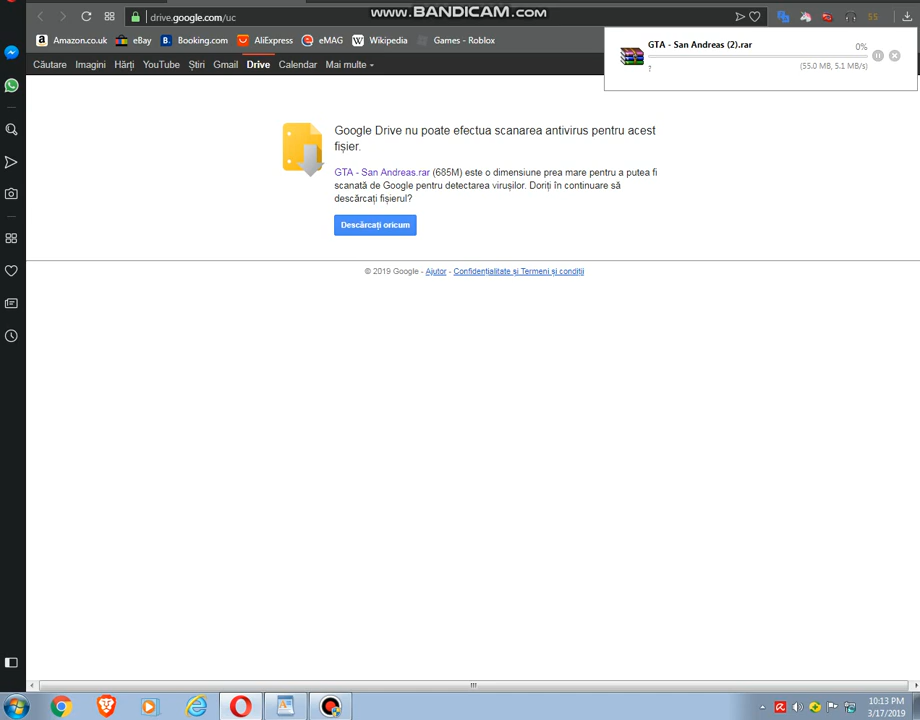 www.BANDICAM.com
drive.google.com/uc
55
Amazon.co.uk eBay Booking.com AliExpress eMAG Wikipedia Games - Roblox
GTA - San Andreas (2).rar
0%
?
(55.0 MB, 5.1 MB/s)
Căutare Imagini Hărți YouTube Știri Gmail Drive Calendar Mai multe
Google Drive nu poate efectua scanarea antivirus pentru acest
fișier.
GTA - San Andreas.rar (685M) este o dimensiune prea mare pentru a putea fi
scanată de Google pentru detectarea virușilor. Doriți în continuare să
descărcați fișierul?
Descărcați oricum
© 2019 Google - Ajutor - Confidențialitate și Termeni și condiții
10:13 PM
3/17/2019